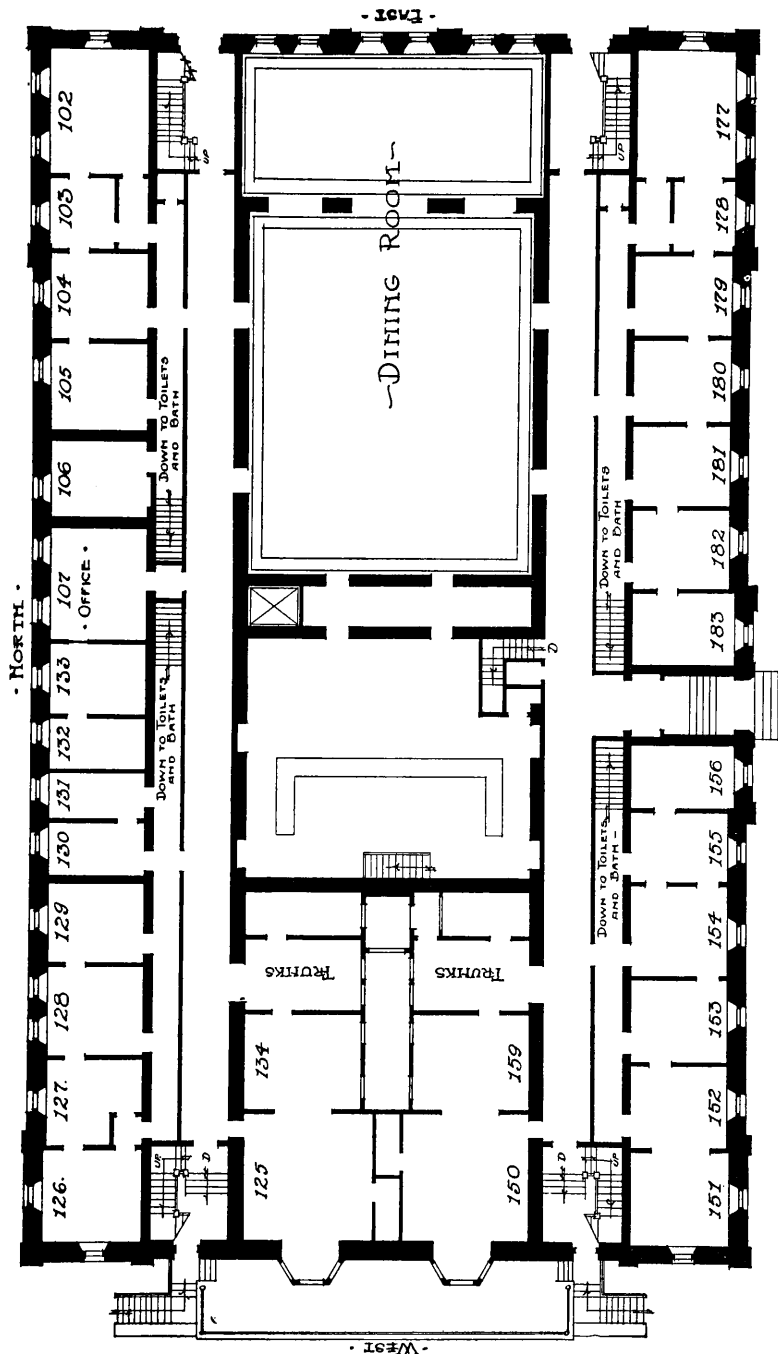 · EAST ·
· NORTH ·
102
103
104
105
106
107
· OFFICE ·
133
132
131
130
129
128
127.
126.
UP
DOWN TO TOILETS
AND BATH
DOWN TO TOILETS
AND BATH
UP
D
~DINING ROOM~
D
TRUNKS
TRUNKS
134
159
125
150
UP
DOWN TO TOILETS
AND BATH
DOWN TO TOILETS
AND BATH -
D
UP
177
178
179
180
181
182
183
156
155
154
153
152
151
· WEST ·